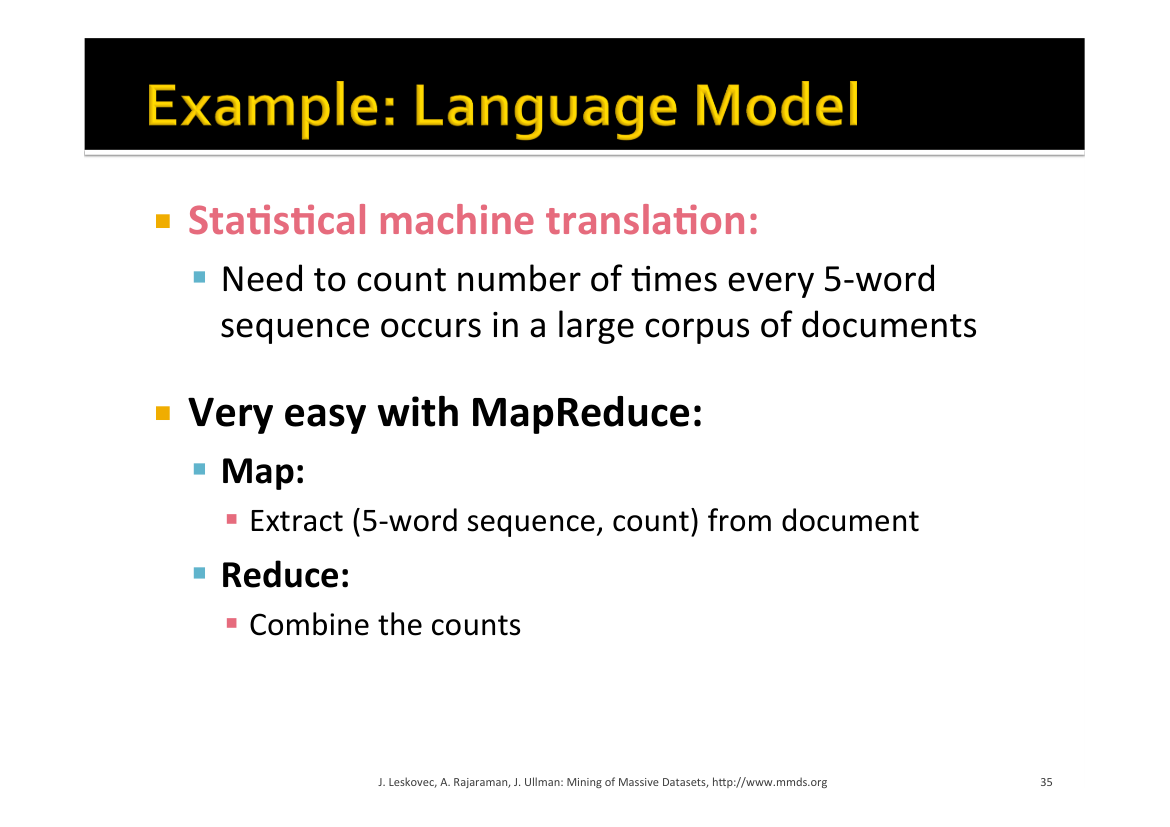 Example: Language Model
Statistical machine translation:
Need to count number of times every 5-word
sequence occurs in a large corpus of documents
Very easy with MapReduce:
Map:
Extract (5-word sequence, count) from document
Reduce:
Combine the counts
J. Leskovec, A. Rajaraman, J. Ullman: Mining of Massive Datasets, http://www.mmds.org
35